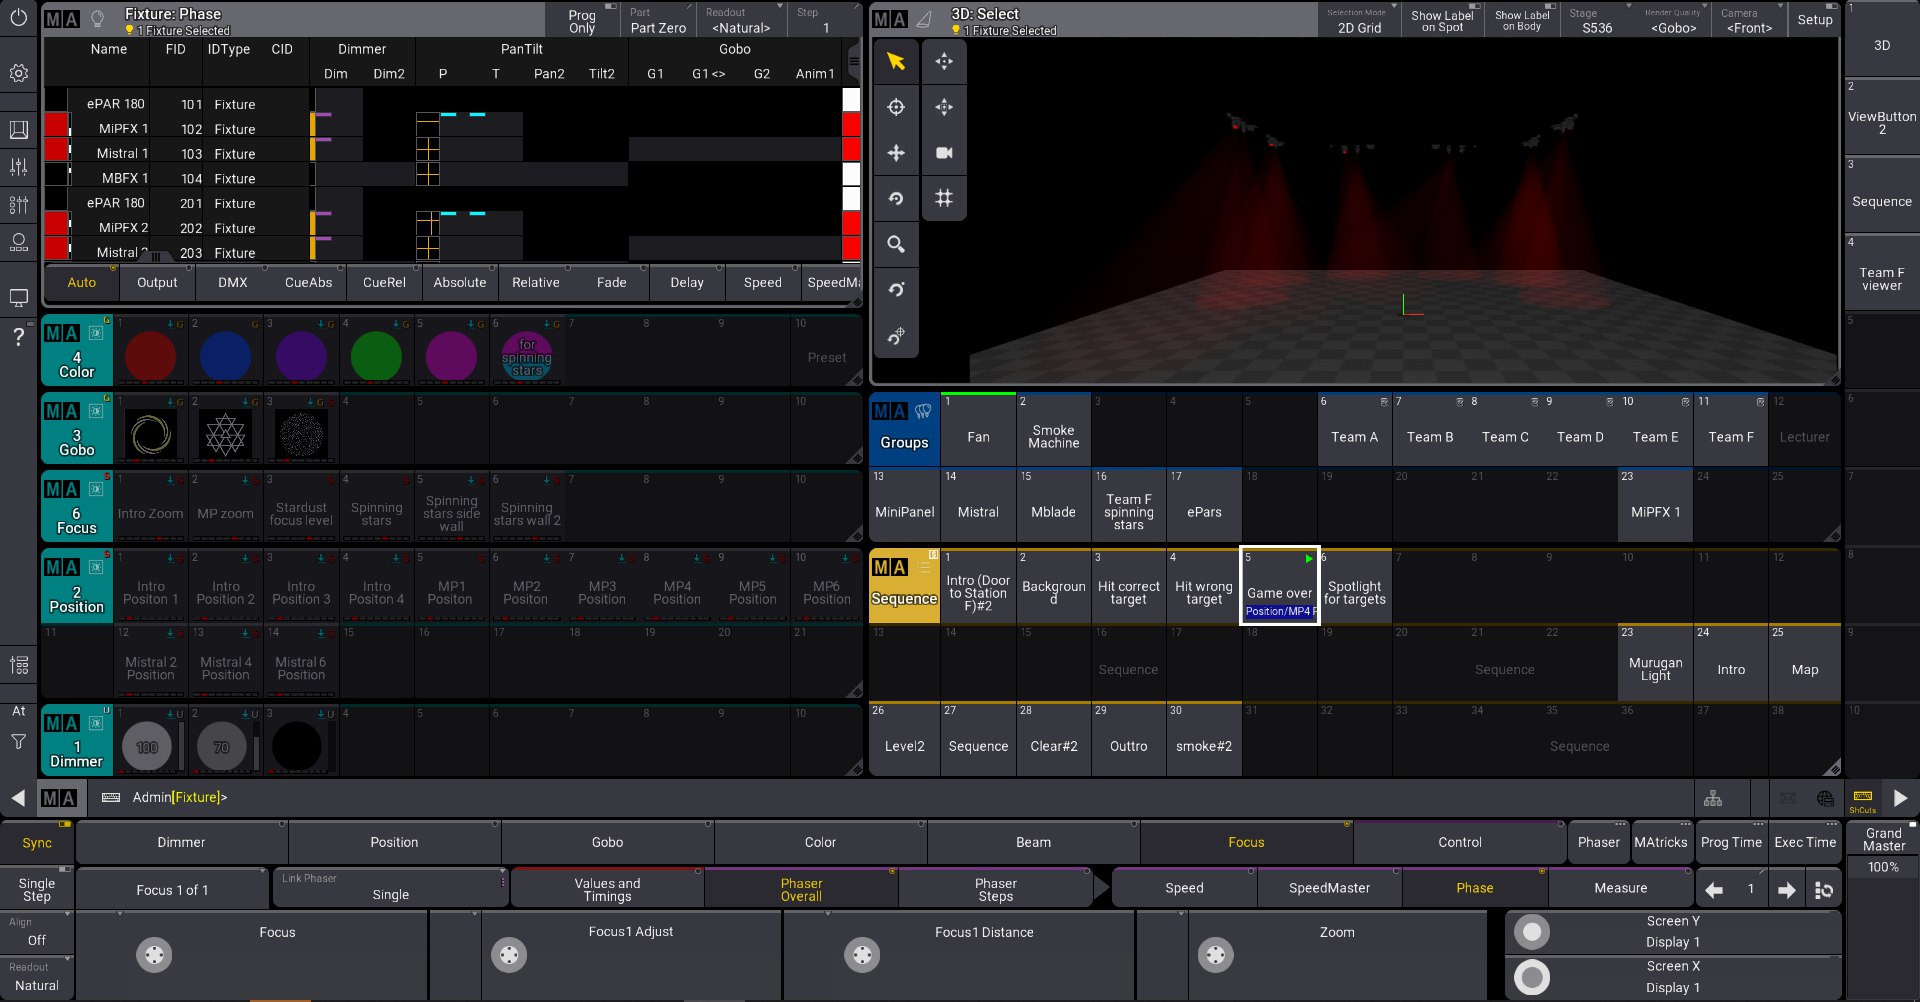 MA
Fixture: Phase
1 Fixture Selected
Prog Only
Part
Part Zero
Readout
<Natural>
Step
1
Name FID IDType CID Dimmer PanTilt Gobo
Dim Dim2 P T Pan2 Tilt2 G1 G1<> G2 Anim1
ePAR 180 101 Fixture
MiPFX 1 102 Fixture
Mistral 1 103 Fixture
MBFX 1 104 Fixture
ePAR 180 201 Fixture
MiPFX 2 202 Fixture
Mistral 203 Fixture
Auto Output DMX CueAbs CueRel Absolute Relative Fade Delay Speed SpeedMa
MA
4
Color
1 2 3 4 5 6 7 8 9 10
for spinning stars
Preset
MA
3
Gobo
1 2 3 4 5 6 7 8 9 10
MA
6
Focus
1 2 3 4 5 6 7 8 9 10
Intro Zoom
MP zoom
Stardust focus level
Spinning stars
Spinning stars side wall
Spinning stars wall 2
MA
2
Position
1 2 3 4 5 6 7 8 9 10
Intro Positon 1
Intro Positon 2
Intro Positon 3
Intro Positon 4
MP1 Positon
MP2 Positon
MP3 Positon
MP4 Positon
MP5 Positon
MP6 Positon
11 12 13 14 15 16 17 18 19 20 21
Mistral 2 Position
Mistral 4 Position
Mistral 6 Position
MA
1
Dimmer
1 2 3 4 5 6 7 8 9 10
100
70
MA
3D: Select
1 Fixture Selected
Selection Mode
2D Grid
Show Label on Spot
Show Label on Body
Stage
S536
Render Quality
<Gobo>
Camera
<Front>
Setup
MA
Groups
1 2 3 4 5 6 7 8 9 10 11 12
Fan
Smoke Machine
Team A
Team B
Team C
Team D
Team E
Team F
Lecturer
13 14 15 16 17 18 19 20 21 22 23 24 25
MiniPanel
Mistral
Mblade
Team F spinning stars
ePars
MiPFX 1
MA
Sequence
1 2 3 4 5 6 7 8 9 10 11 12
Intro (Door to Station F)#2
Background
Hit correct target
Hit wrong target
Game over
Position/MP4 P
Spotlight for targets
13 14 15 16 17 18 19 20 21 22 23 24 25
Sequence
Sequence
Murugan Light
Intro
Map
26 27 28 29 30 31 32 33 34 35 36 37 38
Level2
Sequence
Clear#2
Outtro
smoke#2
Sequence
1
3D
2
ViewButton 2
3
Sequence
4
Team F viewer
5
6
7
8
9
10
?
At
MA
Admin[Fixture]>
ShCuts
Sync
Dimmer Position Gobo Color Beam Focus Control Phaser MAtricks Prog Time Exec Time
Grand Master
100%
Single Step
Focus 1 of 1
Link Phaser
Single
Values and Timings
Phaser Overall
Phaser Steps
Speed SpeedMaster Phase Measure
1
Align
Off
Focus
Focus1 Adjust
Focus1 Distance
Zoom
Screen Y
Display 1
Readout
Natural
Screen X
Display 1